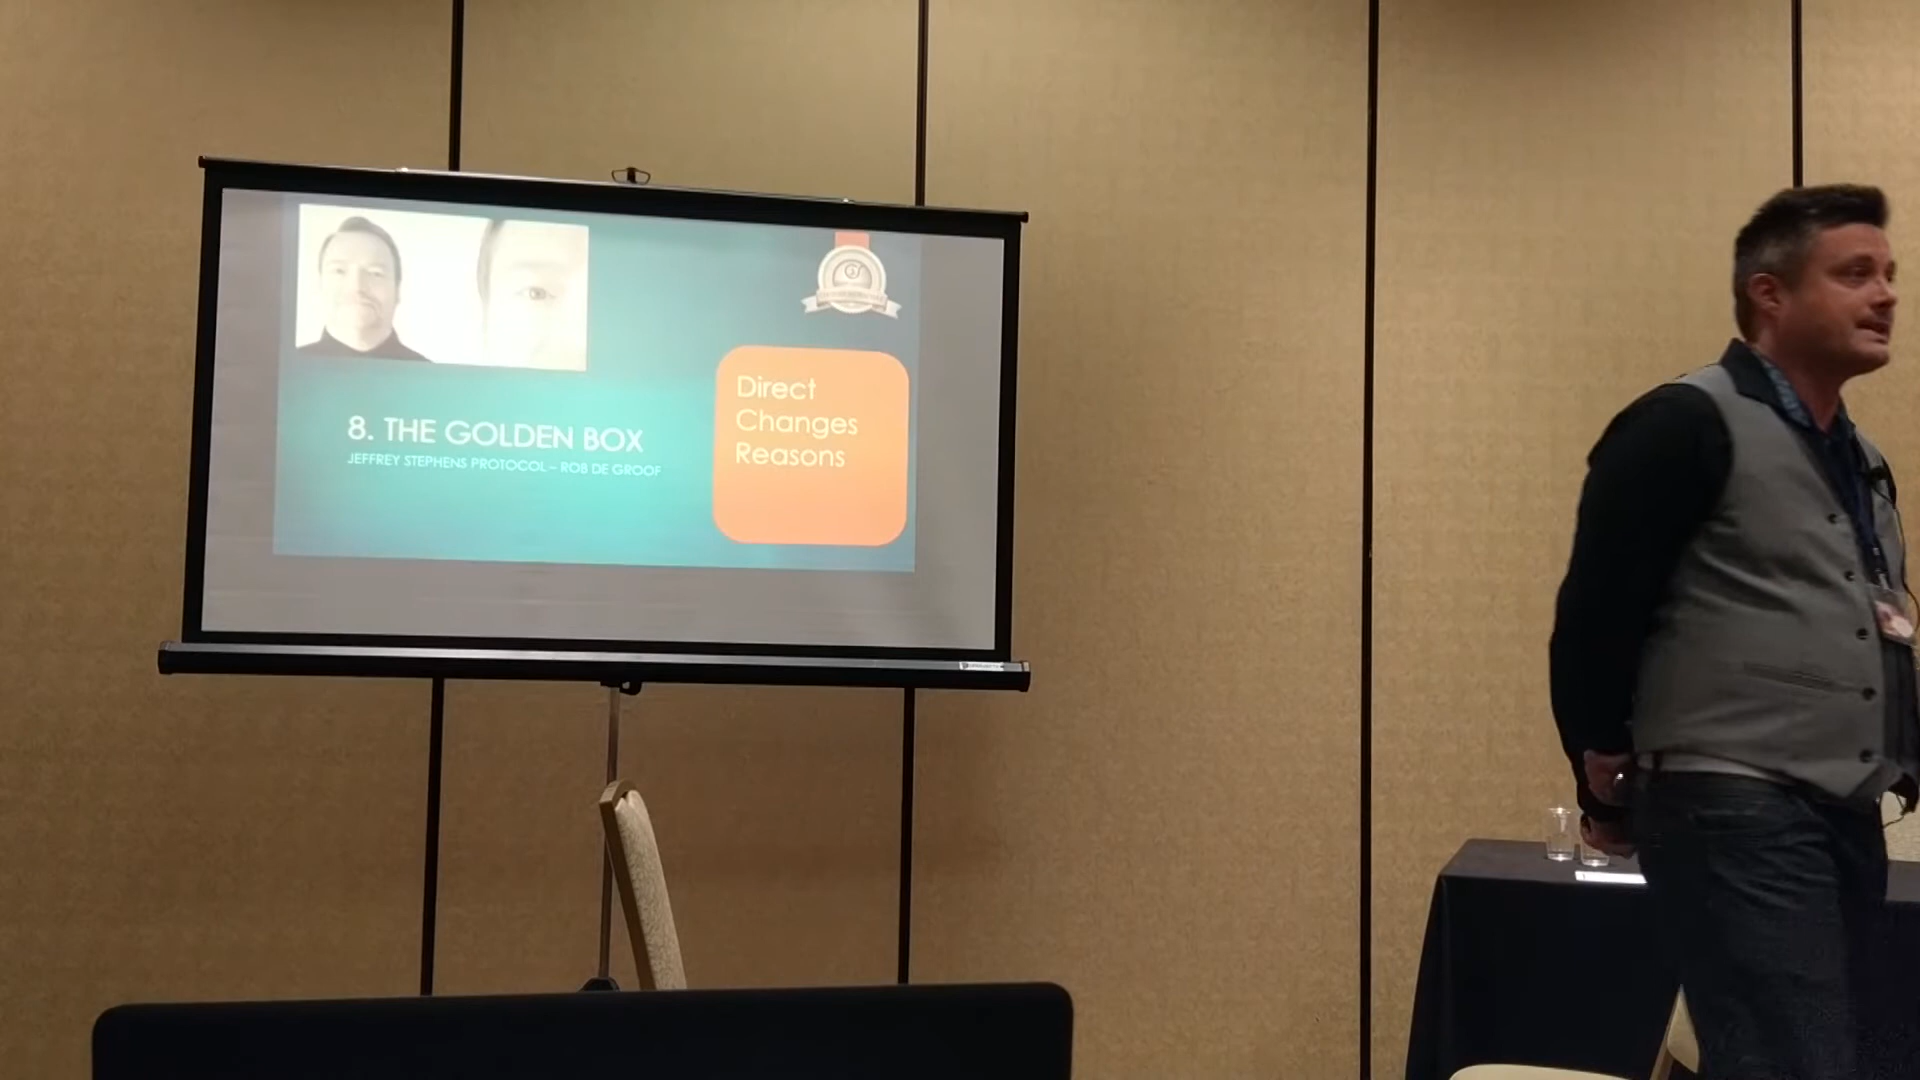 8. THE GOLDEN BOX
JEFFREY STEPHENS PROTOCOL – ROB DE GROOF
Direct
Changes
Reasons